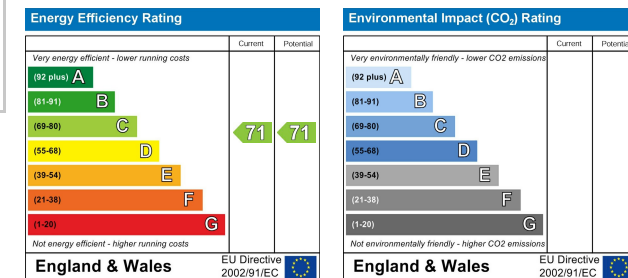 Energy Efficiency Rating
Current Potential
Very energy efficient - lower running costs
(92 plus) A
(81-91) B
(69-80) C
71 71
(55-68) D
(39-54) E
(21-38) F
(1-20) G
Not energy efficient - higher running costs
England & Wales
EU Directive
2002/91/EC
Environmental Impact (CO₂) Rating
Current Potentia
Very environmentally friendly - lower CO2 emissions
(92 plus) A
(81-91) B
(69-80) C
(55-68) D
(39-54) E
(21-38) F
(1-20) G
Not environmentally friendly - higher CO2 emissions
England & Wales
EU Directive
2002/91/EC